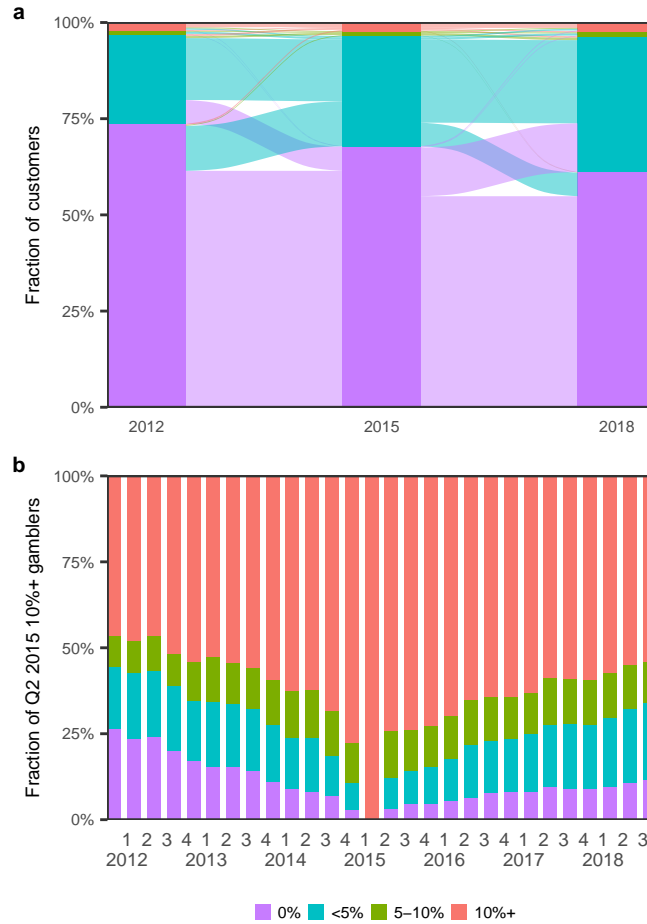 a
100%
75%
50%
25%
0%
Fraction of customers
2012 2015 2018
b
100%
75%
50%
25%
0%
Fraction of Q2 2015 10%+ gamblers
1 2 3 4 1 2 3 4 1 2 3 4 1 2 3 4 1 2 3 4 1 2 3 4 1 2 3
2012 2013 2014 2015 2016 2017 2018
0% <5% 5–10% 10%+